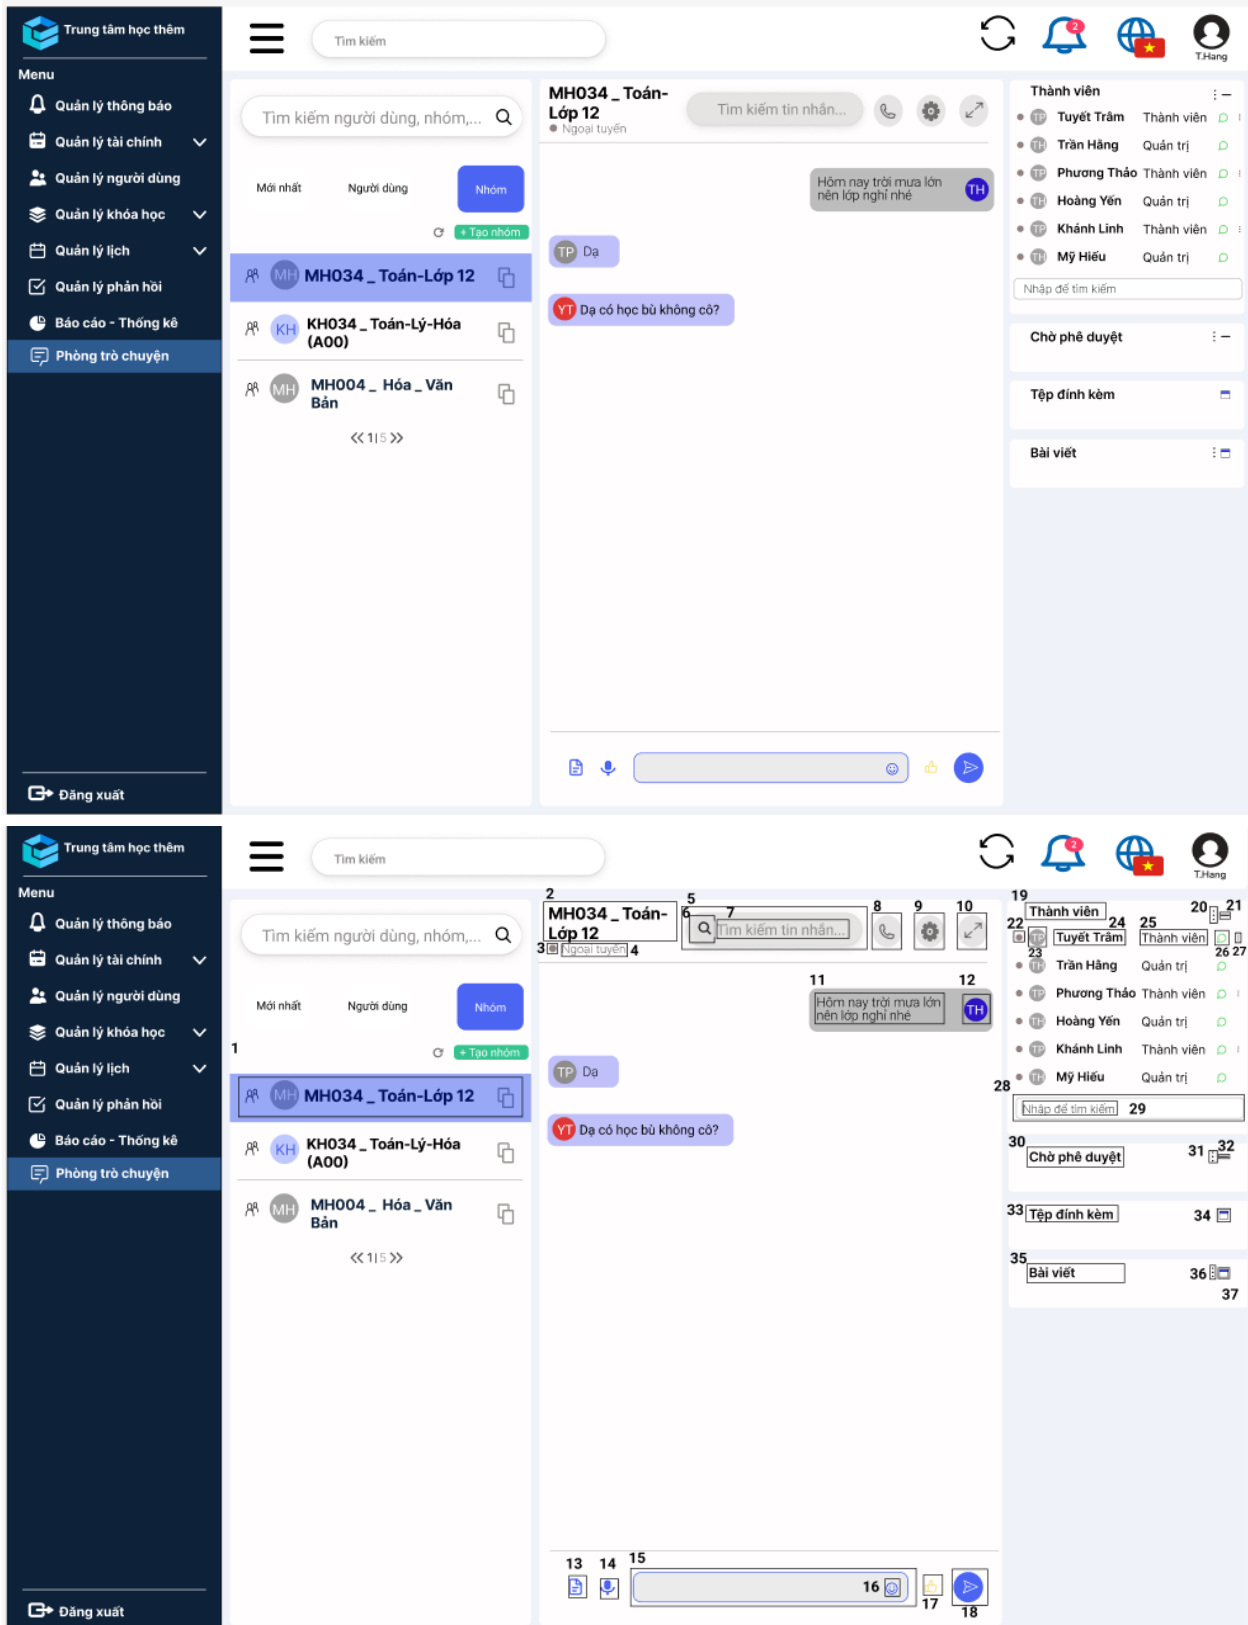 Trung tâm học thêm
Tìm kiếm
2
T.Hang
Menu
Quản lý thông báo
Quản lý tài chính
Quản lý người dùng
Quản lý khóa học
Quản lý lịch
Quản lý phản hồi
Báo cáo - Thống kê
Phòng trò chuyện
Đăng xuất
Tìm kiếm người dùng, nhóm,...
Mới nhất
Người dùng
Nhóm
+ Tạo nhóm
MH MH034 _ Toán-Lớp 12
KH KH034 _ Toán-Lý-Hóa
(A00)
MH MH004 _ Hóa _ Văn
Bản
1|5
MH034 _ Toán-
Lớp 12
Ngoại tuyến
Tìm kiếm tin nhắn...
Hôm nay trời mưa lớn
nên lớp nghỉ nhé
TH
TP Dạ
YT Dạ có học bù không cô?
Thành viên
TP Tuyết Trâm Thành viên
TH Trần Hằng Quản trị
TP Phương Thảo Thành viên
TH Hoàng Yến Quản trị
TP Khánh Linh Thành viên
TH Mỹ Hiếu Quản trị
Nhập để tìm kiếm
Chờ phê duyệt
Tệp đính kèm
Bài viết
Trung tâm học thêm
Tìm kiếm
2
T.Hang
Menu
Quản lý thông báo
Quản lý tài chính
Quản lý người dùng
Quản lý khóa học
Quản lý lịch
Quản lý phản hồi
Báo cáo - Thống kê
Phòng trò chuyện
Đăng xuất
Tìm kiếm người dùng, nhóm,...
Mới nhất
Người dùng
Nhóm
1
+ Tạo nhóm
MH MH034 _ Toán-Lớp 12
KH KH034 _ Toán-Lý-Hóa
(A00)
MH MH004 _ Hóa _ Văn
Bản
1|5
2
MH034 _ Toán-
Lớp 12
3 Ngoại tuyến 4
5
6 7
Tìm kiếm tin nhắn...
8 9 10
11 12
Hôm nay trời mưa lớn
nên lớp nghỉ nhé
TH
TP Dạ
YT Dạ có học bù không cô?
13 14 15
16
17
18
19
Thành viên
20 21
22 24 25
TP Tuyết Trâm Thành viên
23 26 27
TH Trần Hằng Quản trị
TP Phương Thảo Thành viên
TH Hoàng Yến Quản trị
TP Khánh Linh Thành viên
TH Mỹ Hiếu Quản trị
28
Nhập để tìm kiếm 29
30
Chờ phê duyệt 31 32
33 Tệp đính kèm 34
35
Bài viết 36
37